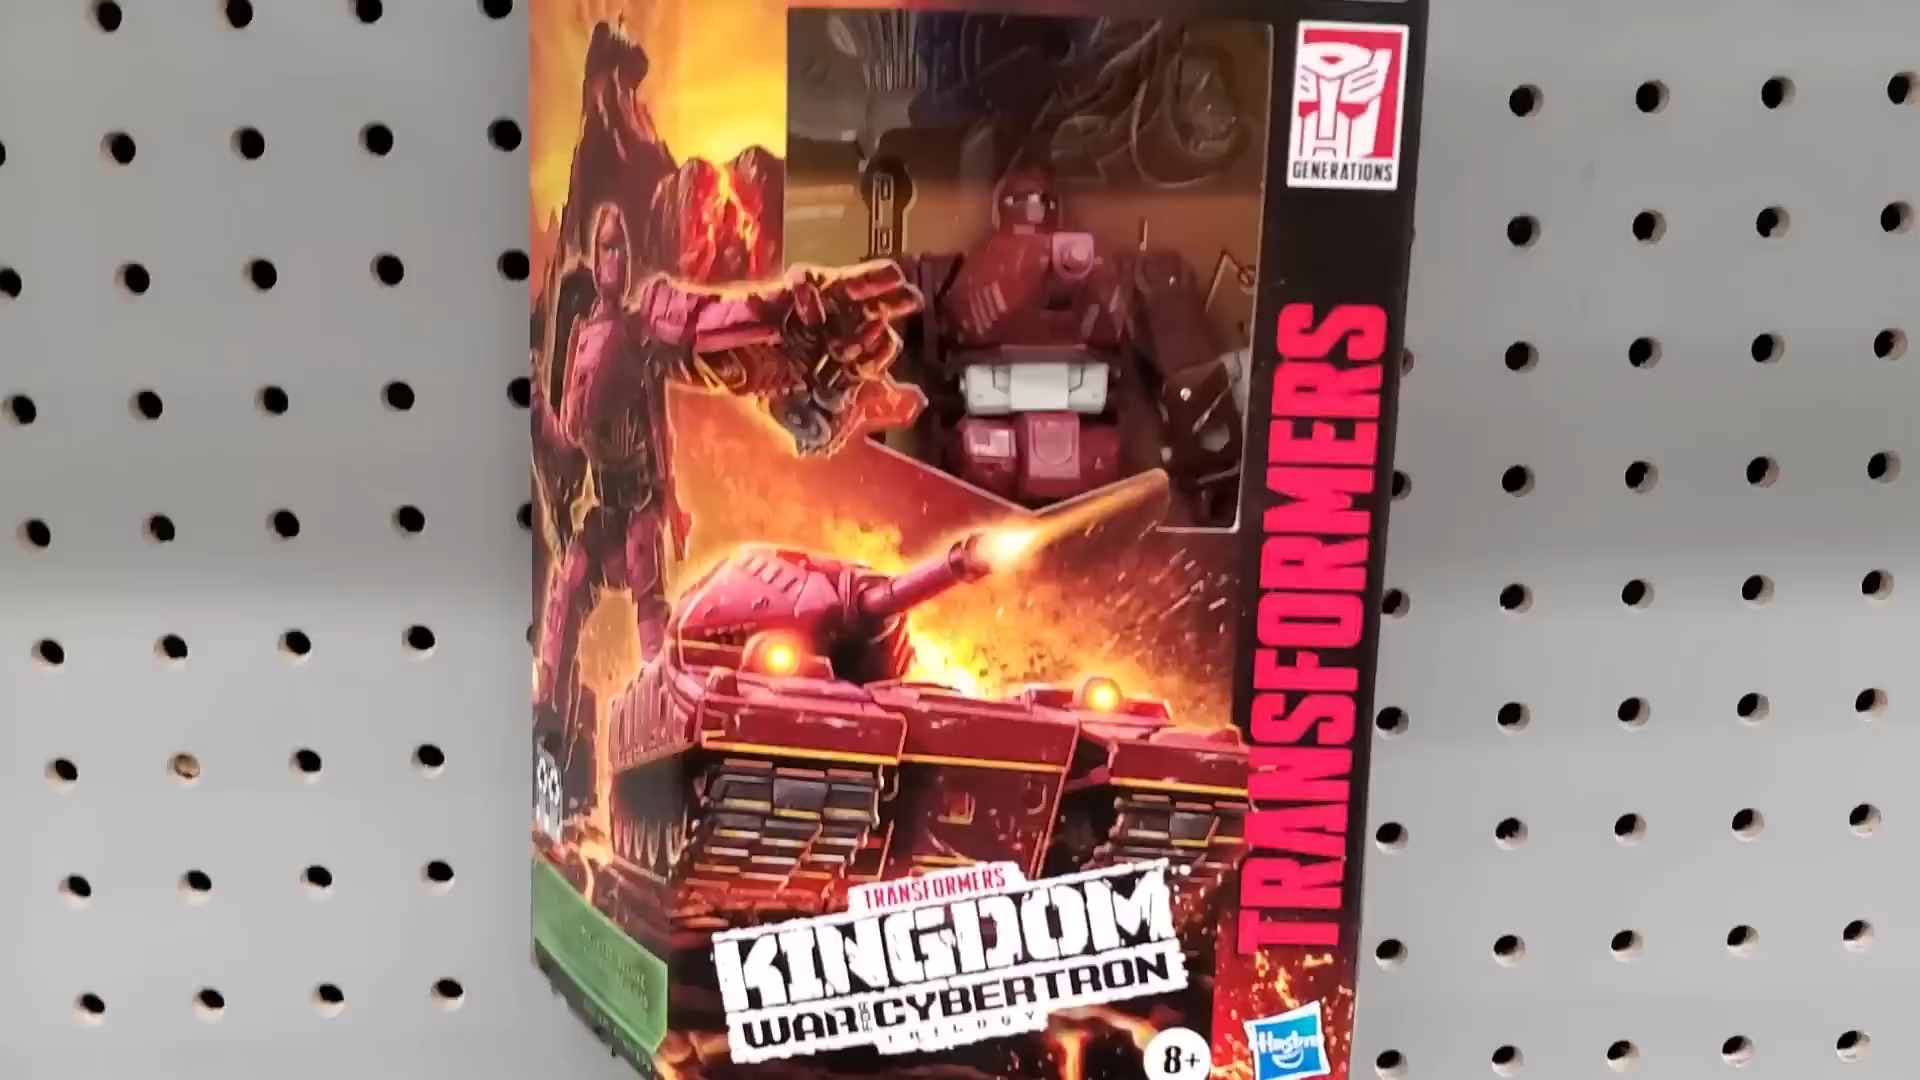 GENERATIONS
TRANSFORMERS
TRANSFORMERS
KINGDOM
WAR FOR CYBERTRON
TRILOGY
8+
Hasbro